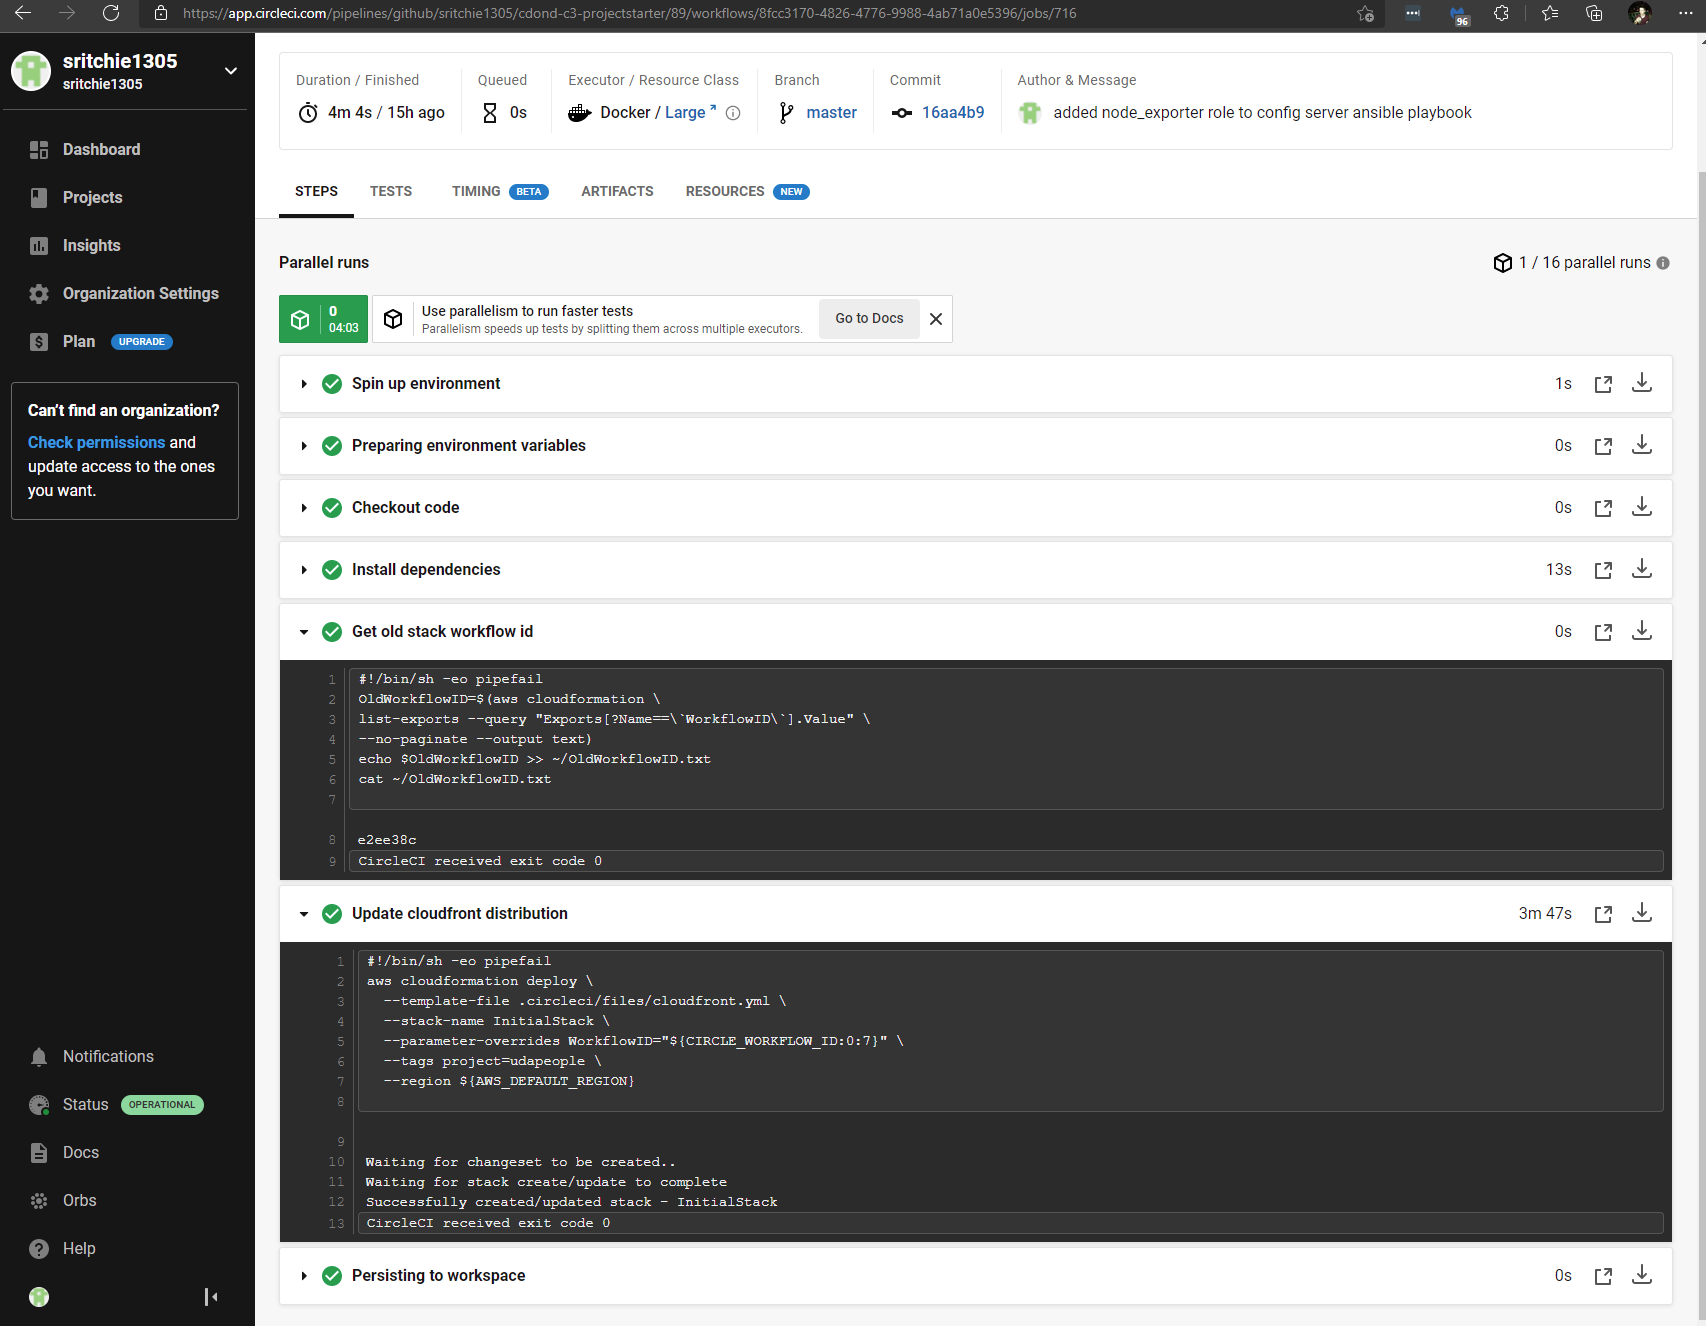 https://app.circleci.com/pipelines/github/sritchie1305/cdond-c3-projectstarter/89/workflows/8fcc3170-4826-4776-9988-4ab71a0e5396/jobs/716
96
sritchie1305
sritchie1305
Dashboard
Projects
Insights
Organization Settings
Plan UPGRADE
Can't find an organization?
Check permissions and
update access to the ones
you want.
Notifications
Status OPERATIONAL
Docs
Orbs
Help
Duration / Finished
4m 4s / 15h ago
Queued
0s
Executor / Resource Class
Docker / Large
Branch
master
Commit
16aa4b9
Author & Message
added node_exporter role to config server ansible playbook
STEPS TESTS TIMING BETA ARTIFACTS RESOURCES NEW
Parallel runs
1 / 16 parallel runs
0
04:03
Use parallelism to run faster tests
Parallelism speeds up tests by splitting them across multiple executors.
Go to Docs
Spin up environment 1s
Preparing environment variables 0s
Checkout code 0s
Install dependencies 13s
Get old stack workflow id 0s
1 #!/bin/sh -eo pipefail
2 OldWorkflowID=$(aws cloudformation \
3 list-exports --query "Exports[?Name==\`WorkflowID\`].Value" \
4 --no-paginate --output text)
5 echo $OldWorkflowID >> ~/OldWorkflowID.txt
6 cat ~/OldWorkflowID.txt
7
8 e2ee38c
9 CircleCI received exit code 0
Update cloudfront distribution 3m 47s
1 #!/bin/sh -eo pipefail
2 aws cloudformation deploy \
3 --template-file .circleci/files/cloudfront.yml \
4 --stack-name InitialStack \
5 --parameter-overrides WorkflowID="${CIRCLE_WORKFLOW_ID:0:7}" \
6 --tags project=udapeople \
7 --region ${AWS_DEFAULT_REGION}
8
9
10 Waiting for changeset to be created..
11 Waiting for stack create/update to complete
12 Successfully created/updated stack - InitialStack
13 CircleCI received exit code 0
Persisting to workspace 0s